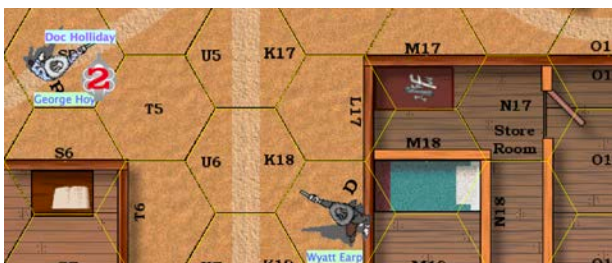 Doc Holliday
2
George Hoy
U5
K17
M17
O1
O1
T5
L17
N17
Store
Room
S6
U6
K18
M18
O1
T6
D
N18
Wyatt Earp